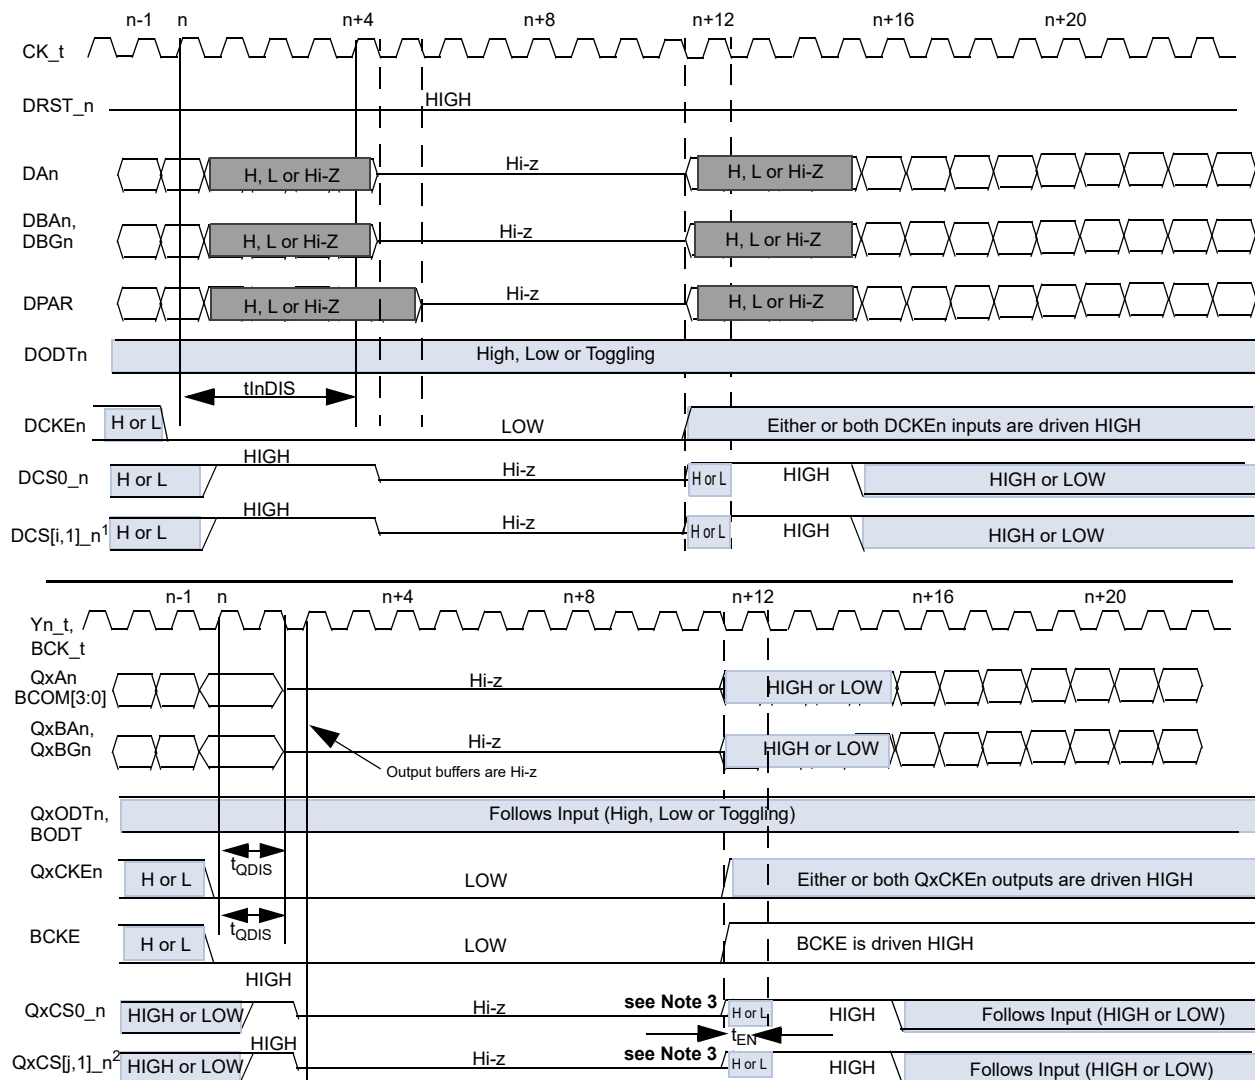 n-1 n n+4 n+8 n+12 n+16 n+20
CK_t
DRST_n HIGH
DAn H, L or Hi-Z Hi-z H, L or Hi-Z
DBAn,
DBGn H, L or Hi-Z Hi-z H, L or Hi-Z
DPAR H, L or Hi-Z Hi-z H, L or Hi-Z
DODTn High, Low or Toggling
tInDIS
DCKEn H or L LOW Either or both DCKEn inputs are driven HIGH
DCS0_n H or L HIGH Hi-z H or L HIGH HIGH or LOW
DCS[i,1]_n1 H or L HIGH Hi-z H or L HIGH HIGH or LOW
n-1 n n+4 n+8 n+12 n+16 n+20
Yn_t,
BCK_t
QxAn
BCOM[3:0] Hi-z HIGH or LOW
QxBAn,
QxBGn Hi-z HIGH or LOW
Output buffers are Hi-z
QxODTn,
BODT Follows Input (High, Low or Toggling)
tQDIS
QxCKEn H or L LOW Either or both QxCKEn outputs are driven HIGH
tQDIS
BCKE H or L LOW BCKE is driven HIGH
HIGH
QxCS0_n HIGH or LOW Hi-z see Note 3 H or L HIGH Follows Input (HIGH or LOW)
tEN
QxCS[j,1]_n2 HIGH or LOW HIGH Hi-z see Note 3 H or L HIGH Follows Input (HIGH or LOW)